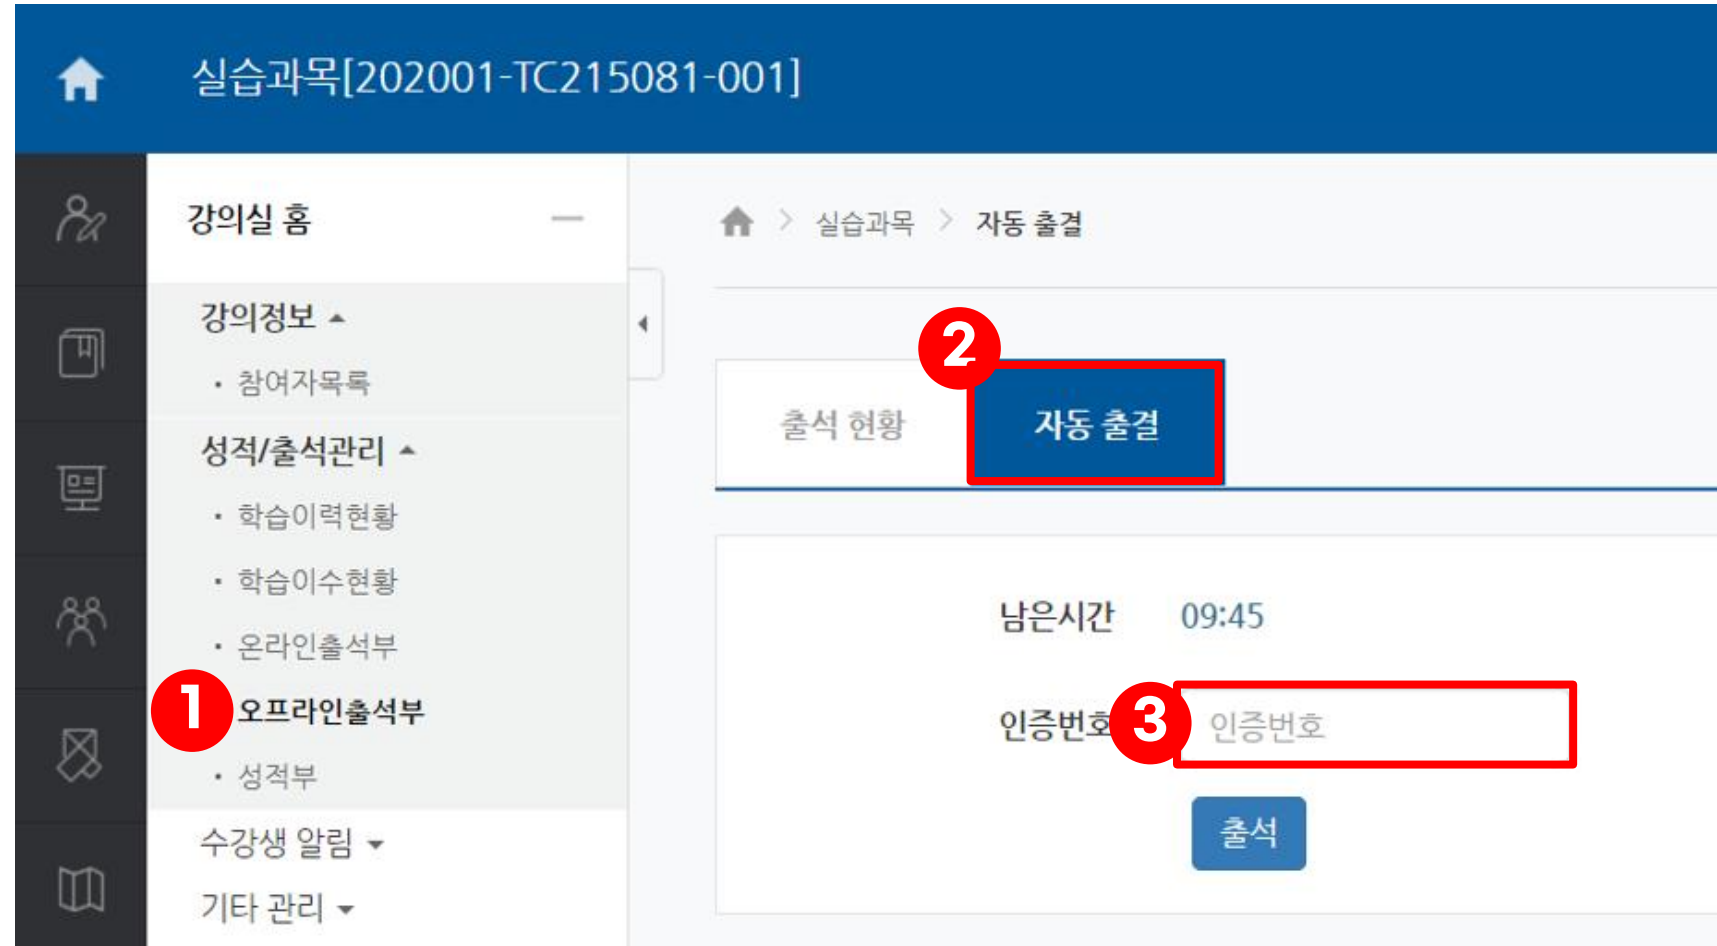 실습과목[202001-TC215081-001]
강의실 홈
강의정보
참여자목록
성적/출석관리
학습이력현황
학습이수현황
온라인출석부
1 오프라인출석부
성적부
수강생 알림
기타 관리
실습과목 > 자동 출결
2
출석 현황 자동 출결
남은시간 09:45
인증번호 3 인증번호
출석